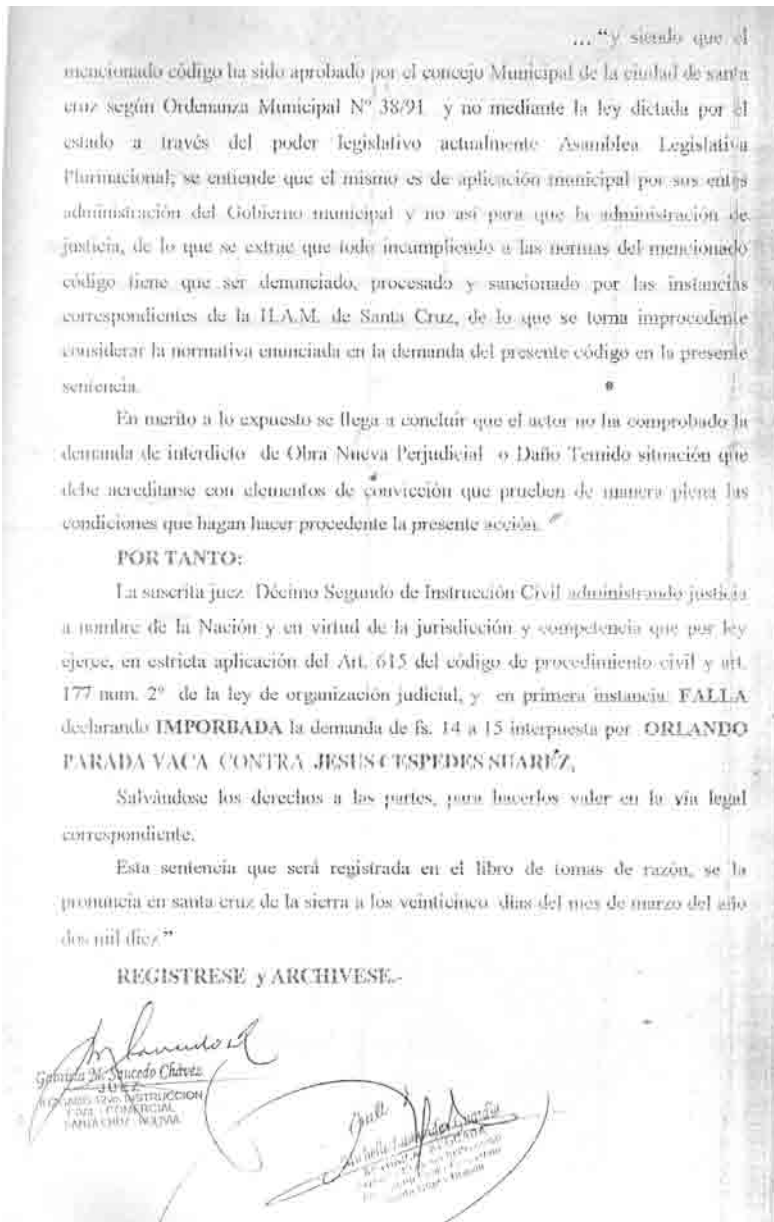 ... “y siendo que el
mencionado código ha sido aprobado por el concejo Municipal de la ciudad de santa
cruz según Ordenanza Municipal N° 38/91 y no mediante la ley dictada por el
estado a través del poder legislativo actualmente Asamblea Legislativa
Plurinacional, se entiende que el mismo es de aplicación municipal por sus entes
administración del Gobierno municipal y no así para que la administración de
justicia, de lo que se extrae que todo incumpliendo a las normas del mencionado
código tiene que ser denunciado, procesado y sancionado por las instancias
correspondientes de la H.A.M. de Santa Cruz, de lo que se torna improcedente
considerar la normativa enunciada en la demanda del presente código en la presente
sentencia.
En merito a lo expuesto se llega a concluir que el actor no ha comprobado la
demanda de interdicto de Obra Nueva Perjudicial o Daño Temido situación que
debe acreditarse con elementos de convicción que prueben de manera plena las
condiciones que hagan hacer procedente la presente acción.
POR TANTO:
La suscrita juez Décimo Segundo de Instrucción Civil administrando justicia
a nombre de la Nación y en virtud de la jurisdicción y competencia que por ley
ejerce, en estricta aplicación del Art. 615 del código de procedimiento civil y art.
177 num. 2° de la ley de organización judicial, y en primera instancia FALLA
declarando IMPORBADA la demanda de fs. 14 a 15 interpuesta por ORLANDO
PARADA VACA CONTRA JESUS CESPEDES SUAREZ,
Salvándose los derechos a las partes, para hacerlos valer en la vía legal
correspondiente.
Esta sentencia que será registrada en el libro de tomas de razón, se la
pronuncia en santa cruz de la sierra a los veinticinco días del mes de marzo del año
dos mil diez”
REGISTRESE y ARCHIVESE.-
Gabriela M. Saucedo Chávez
JUEZ
INSTRUCCION
CIVIL - COMERCIAL
SANTA CRUZ - BOLIVIA